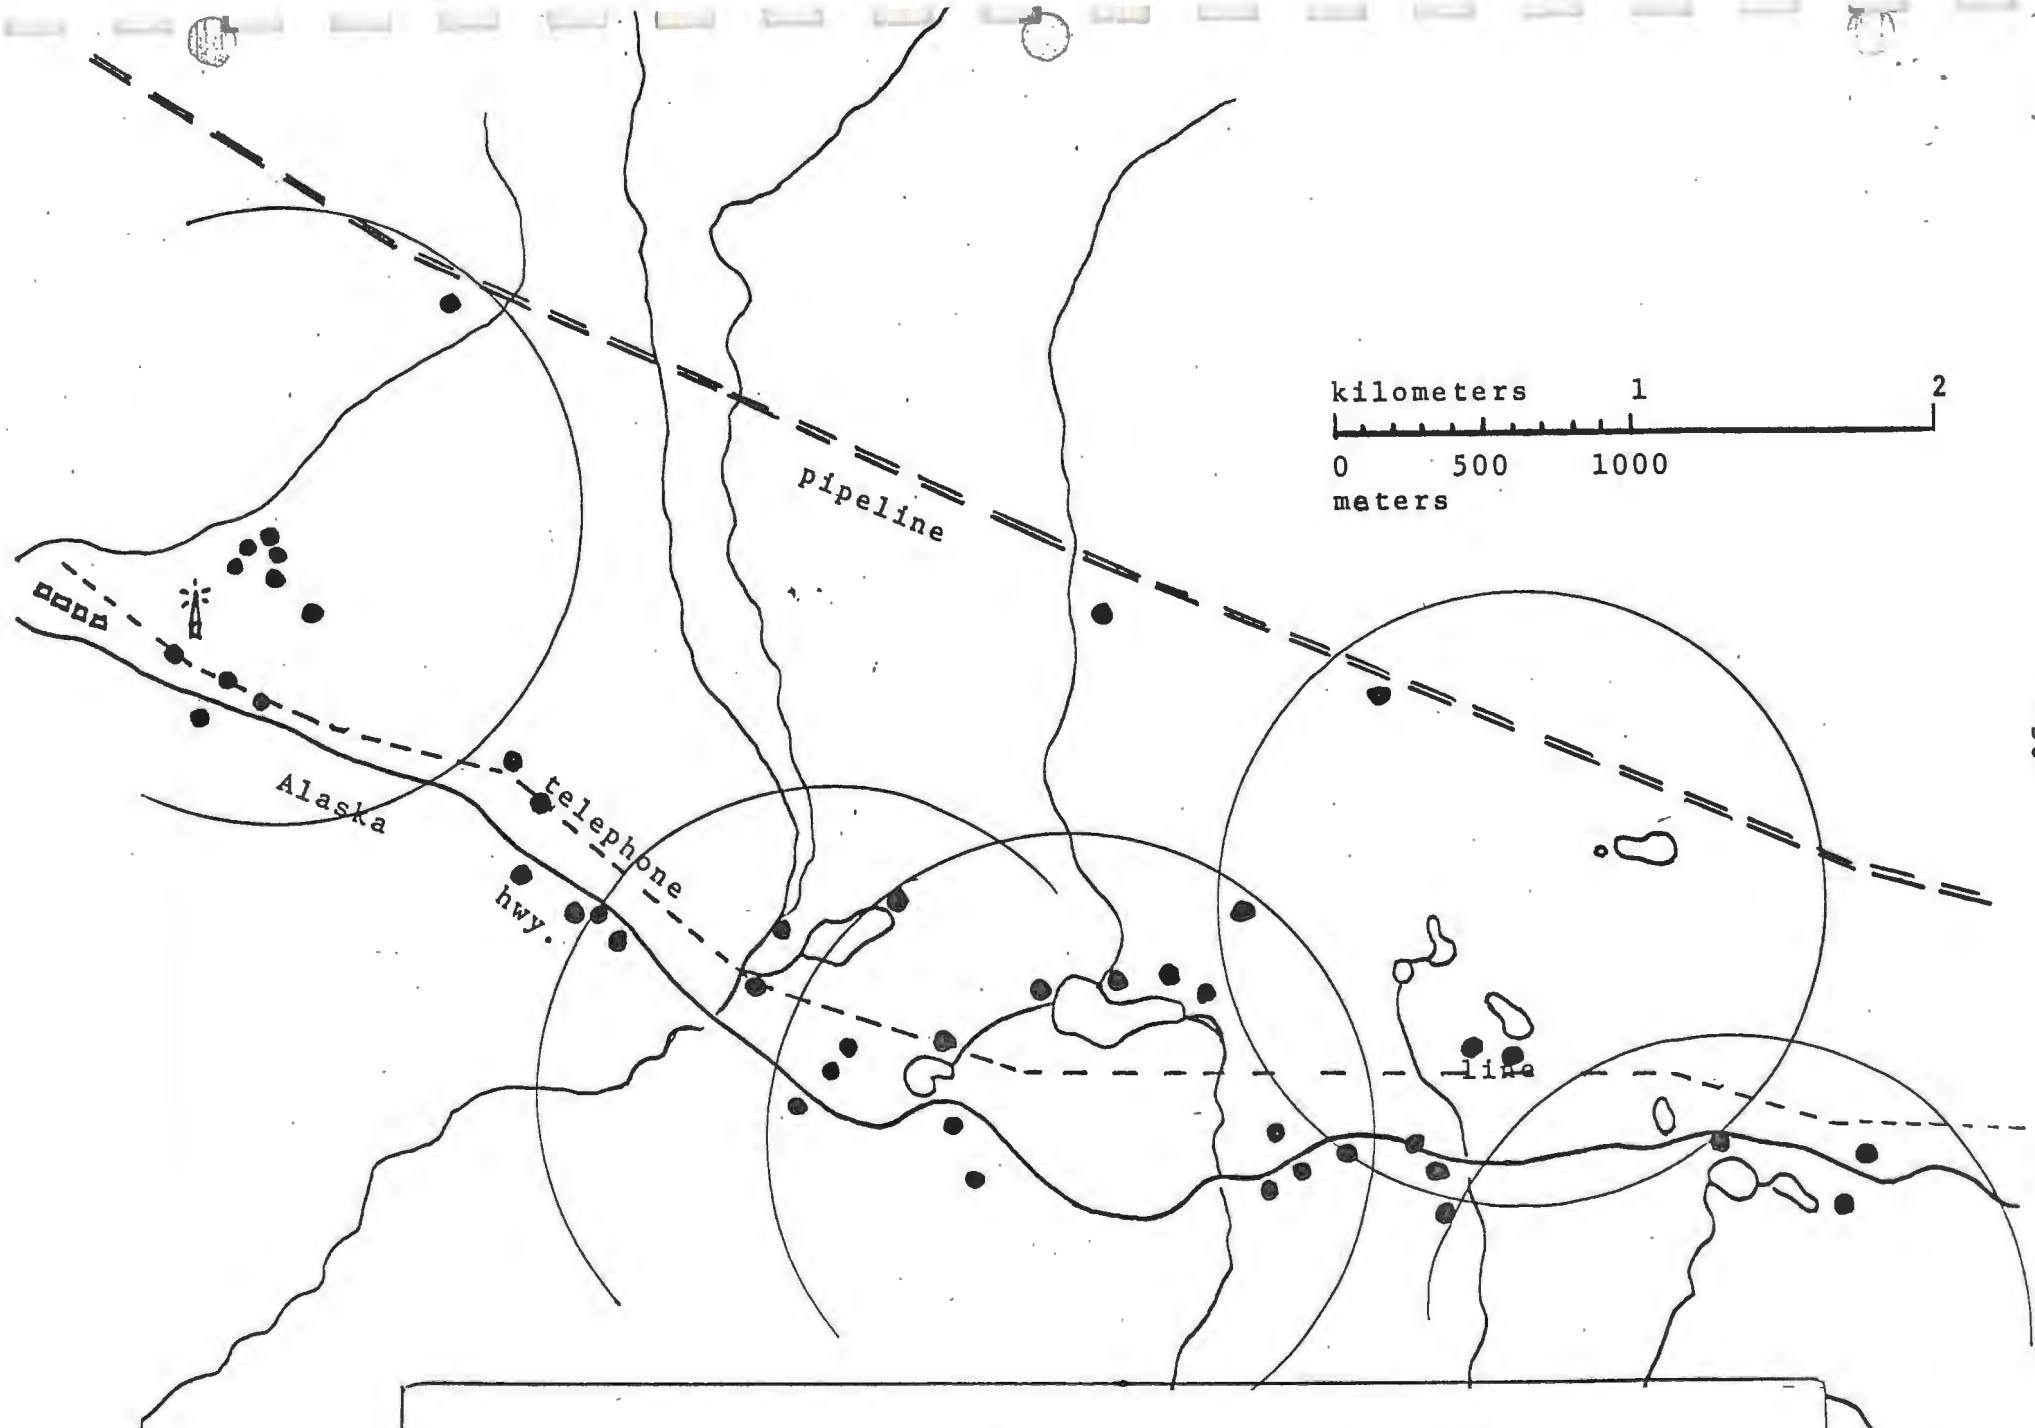 kilometers 1 2
0 500 1000
meters
pipeline
Alaska
hwy.
telephone
line